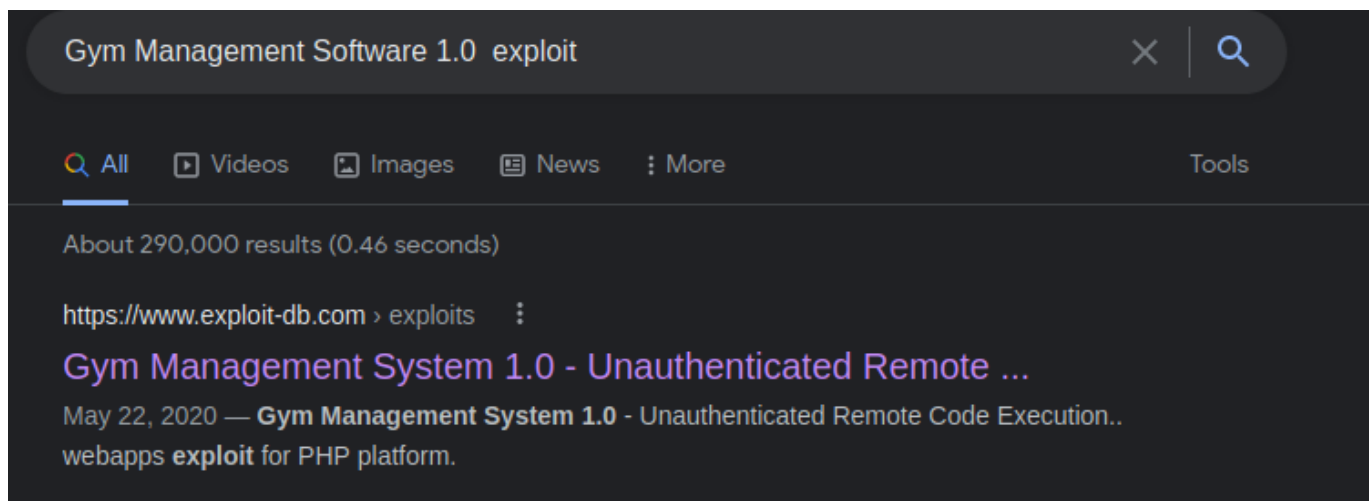 Gym Management Software 1.0  exploit
All Videos Images News More Tools
About 290,000 results (0.46 seconds)
https://www.exploit-db.com › exploits
Gym Management System 1.0 - Unauthenticated Remote ...
May 22, 2020 — Gym Management System 1.0 - Unauthenticated Remote Code Execution..
webapps exploit for PHP platform.